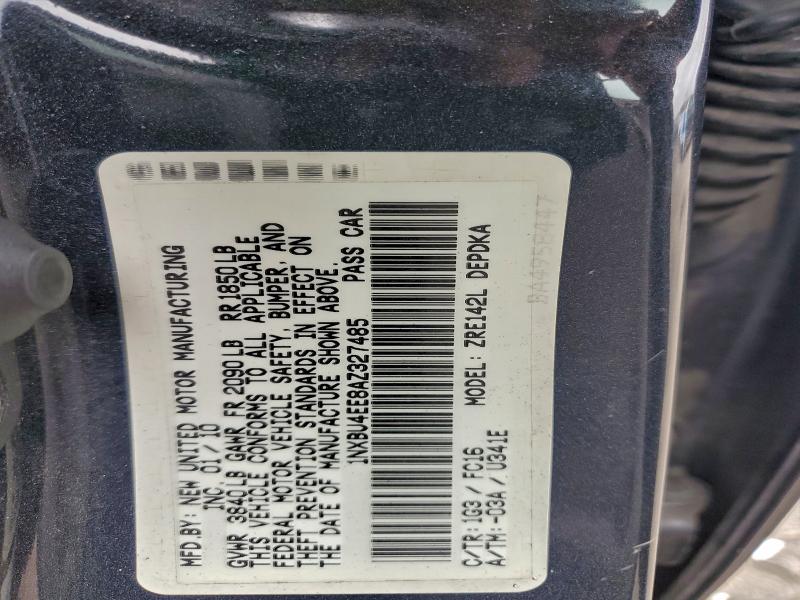 MFD.BY: NEW UNITED MOTOR MANUFACTURING
INC. 01/10
GVWR 3840LB GAWR FR 2090LB RR1850LB
THIS VEHICLE CONFORMS TO ALL APPLICABLE
FEDERAL MOTOR VEHICLE SAFETY, BUMPER, AND
THEFT PREVENTION STANDARDS IN EFFECT ON
THE DATE OF MANUFACTURE SHOWN ABOVE.
1NXBU4EE8AZ327485 PASS CAR
C/TR: 1G3 / FC16 MODEL: ZRE142L DEPDKA
A/TM: -03A / U341E